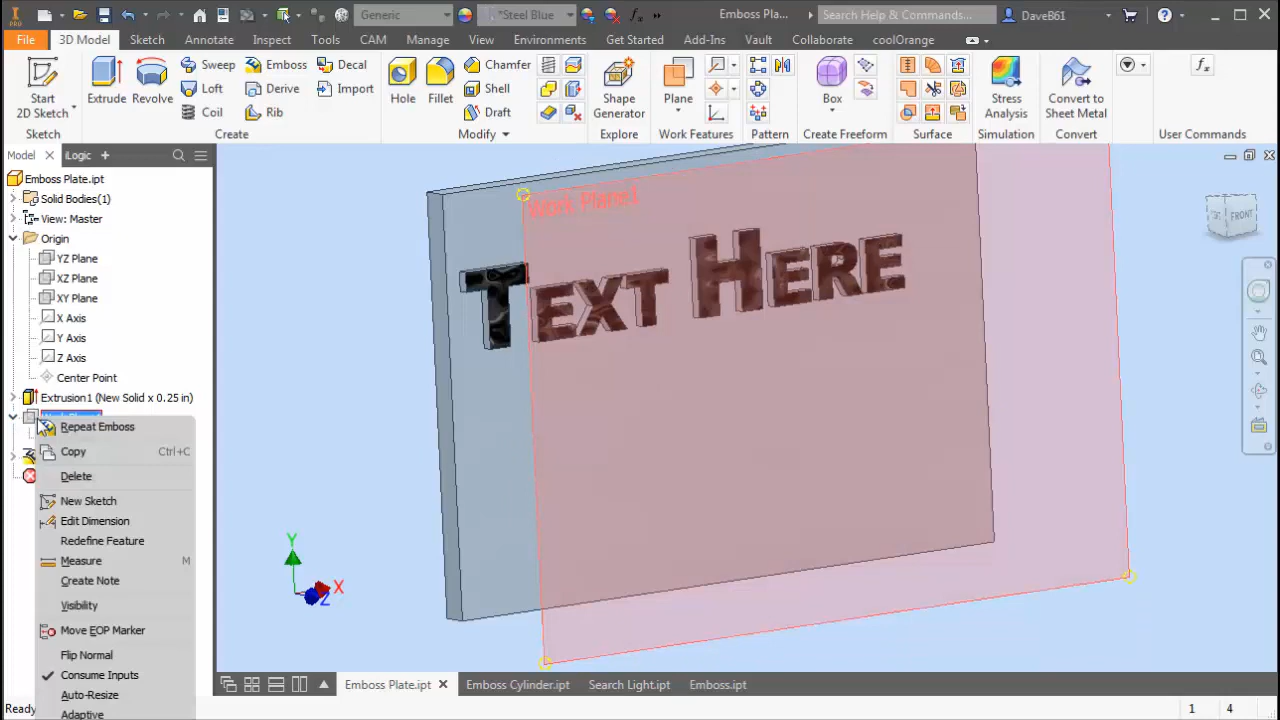 PRO
Generic
*Steel Blue
Emboss Pla...
Search Help & Commands...
DaveB61
File
3D Model
Sketch
Annotate
Inspect
Tools
CAM
Manage
View
Environments
Get Started
Add-Ins
Vault
Collaborate
coolOrange
Start
2D Sketch
Extrude
Revolve
Sweep
Emboss
Decal
Loft
Derive
Import
Coil
Rib
Hole
Fillet
Chamfer
Shell
Draft
Shape
Generator
Plane
Box
Stress
Analysis
Convert to
Sheet Metal
fx
Sketch
Create
Modify
Explore
Work Features
Pattern
Create Freeform
Surface
Simulation
Convert
User Commands
Model
iLogic
Emboss Plate.ipt
Solid Bodies(1)
View: Master
Origin
YZ Plane
XZ Plane
XY Plane
X Axis
Y Axis
Z Axis
Center Point
Extrusion1 (New Solid x 0.25 in)
Repeat Emboss
Copy Ctrl+C
Delete
New Sketch
Edit Dimension
Redefine Feature
Measure M
Create Note
Visibility
Move EOP Marker
Flip Normal
Consume Inputs
Auto-Resize
Adaptive
Work Plane1
TEXT HERE
FRONT
Y
X
Z
Emboss Plate.ipt
Emboss Cylinder.ipt
Search Light.ipt
Emboss.ipt
Ready
1 4